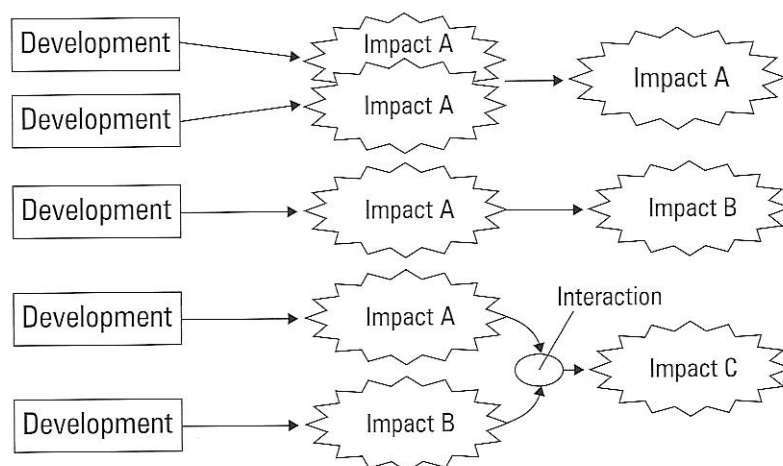 Development
Impact A
Impact A
Development
Impact A
Development
Impact A
Impact B
Development
Impact A
Interaction
Impact C
Development
Impact B